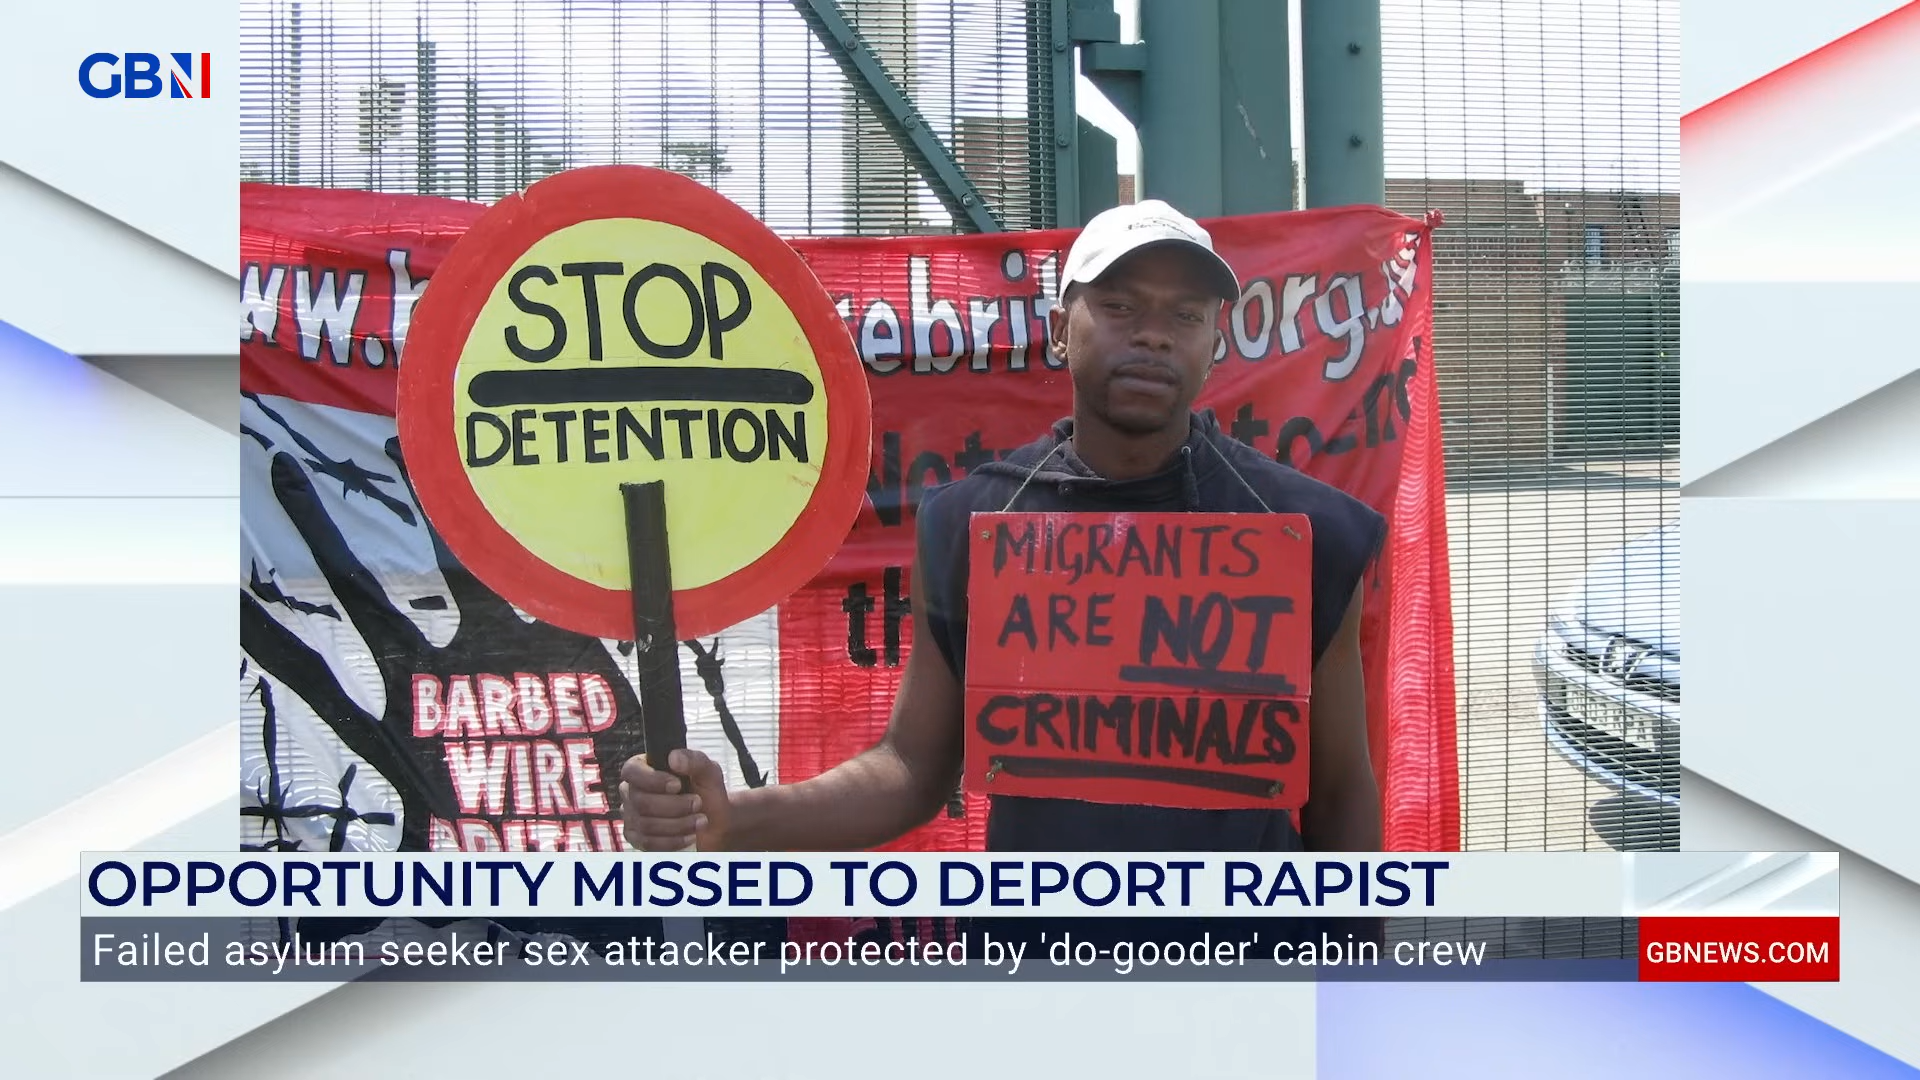 GBN
STOP
DETENTION
MIGRANTS
ARE NOT
CRIMINALS
BARBED
WIRE
OPPORTUNITY MISSED TO DEPORT RAPIST
Failed asylum seeker sex attacker protected by 'do-gooder' cabin crew
GBNEWS.COM